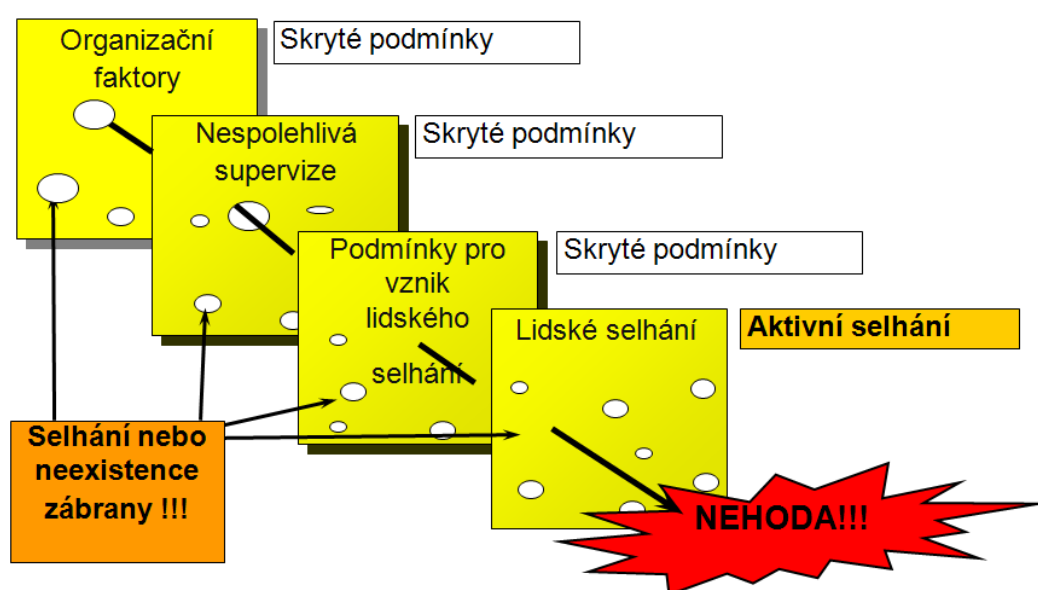 Organizační
faktory
Skryté podmínky
Nespolehlivá
supervize
Skryté podmínky
Podmínky pro
vznik
lidského
selhání
Skryté podmínky
Lidské selhání
Aktivní selhání
Selhání nebo
neexistence
zábrany !!!
NEHODA!!!